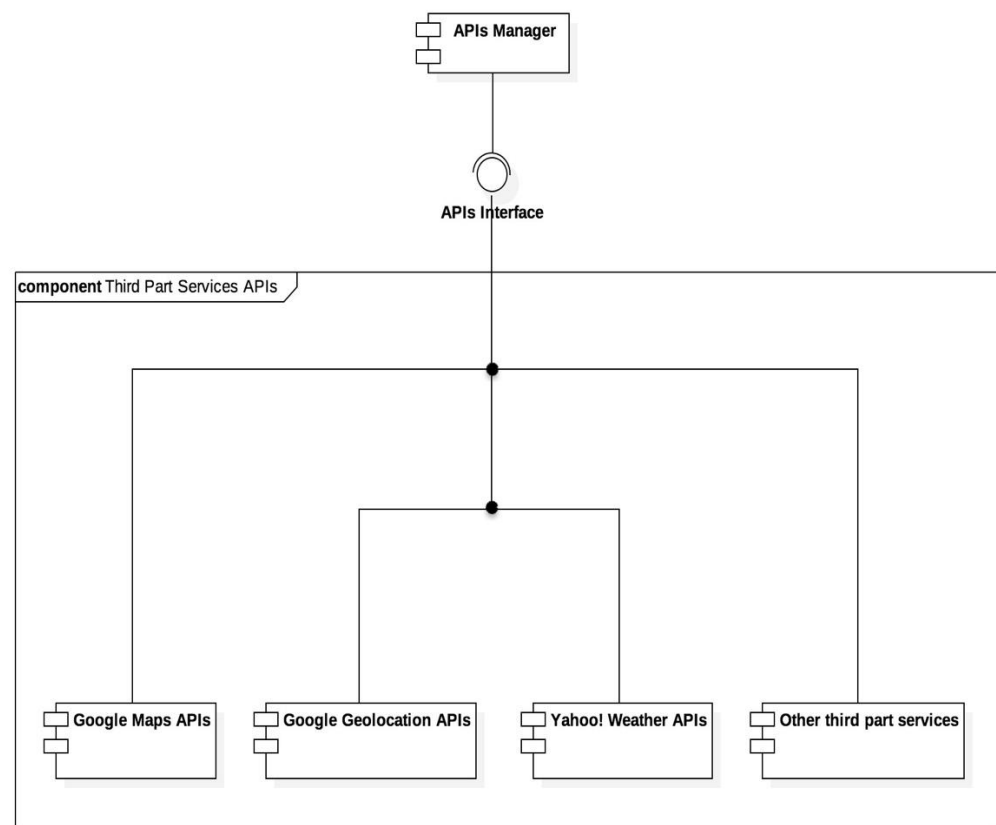 APIs Manager
APIs Interface
component Third Part Services APIs
Google Maps APIs
Google Geolocation APIs
Yahoo! Weather APIs
Other third part services